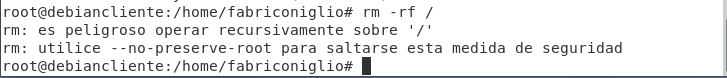 root@debiancliente:/home/fabriconiglio# rm -rf /
rm: es peligroso operar recursivamente sobre '/'
rm: utilice --no-preserve-root para saltarse esta medida de seguridad
root@debiancliente:/home/fabriconiglio#